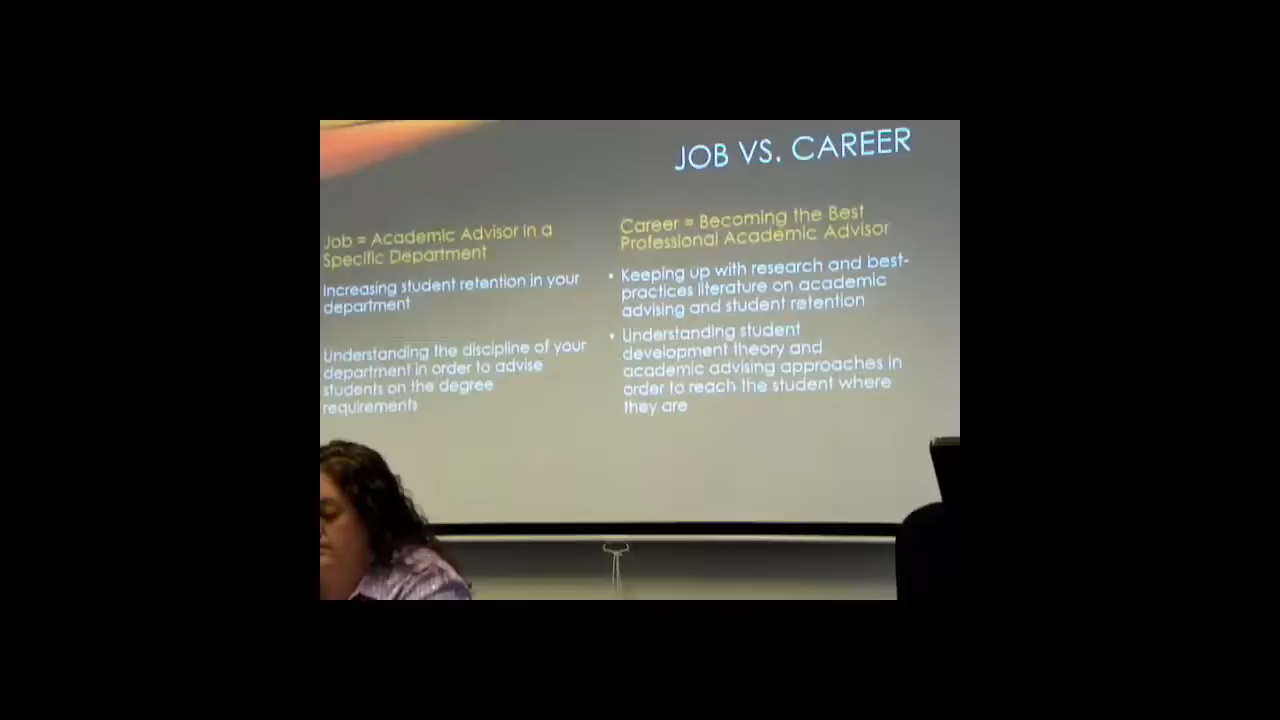 JOB VS. CAREER
Job = Academic Advisor in a
Specific Department
Increasing student retention in your
department
Understanding the discipline of your
department in order to advise
students on the degree
requirements
Career = Becoming the Best
Professional Academic Advisor
• Keeping up with research and best-
practices literature on academic
advising and student retention
• Understanding student
development theory and
academic advising approaches in
order to reach the student where
they are